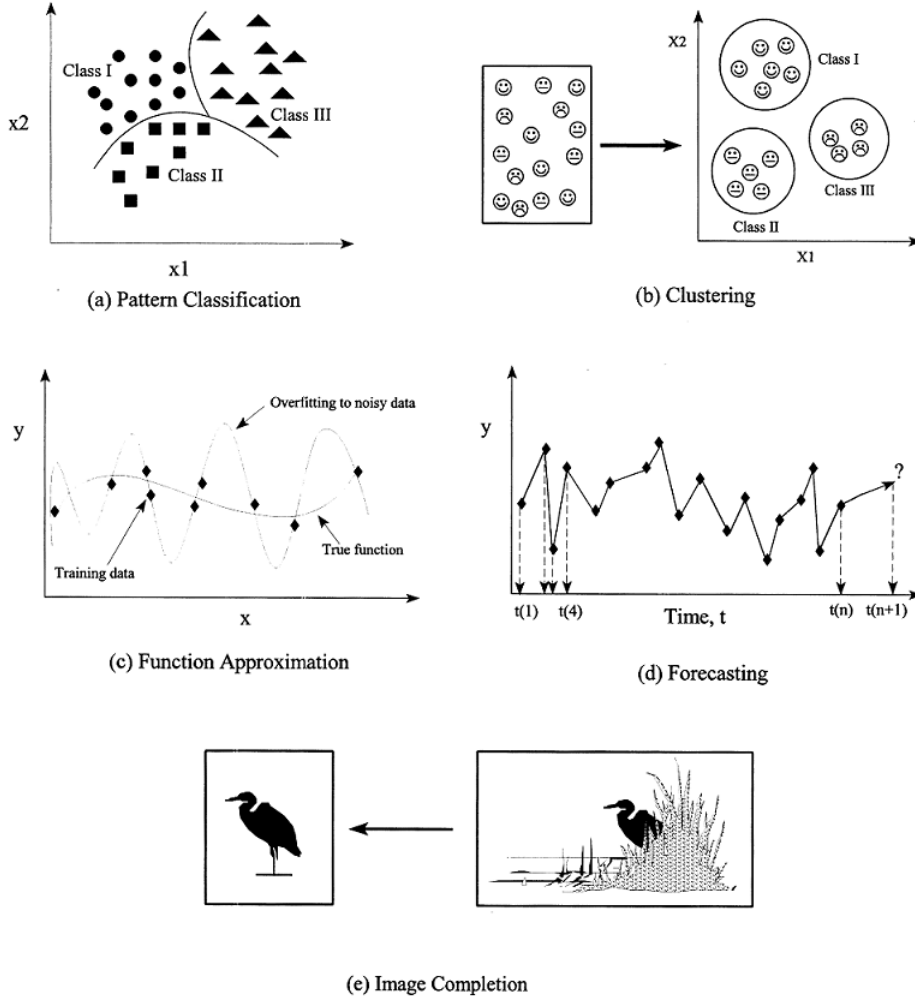 x2
Class I
Class III
Class II
x1
(a) Pattern Classification
X2
Class I
Class III
Class II
X1
(b) Clustering
y
Overfitting to noisy data
True function
Training data
x
(c) Function Approximation
y
?
t(1)
t(4)
Time, t
t(n)
t(n+1)
(d) Forecasting
(e) Image Completion